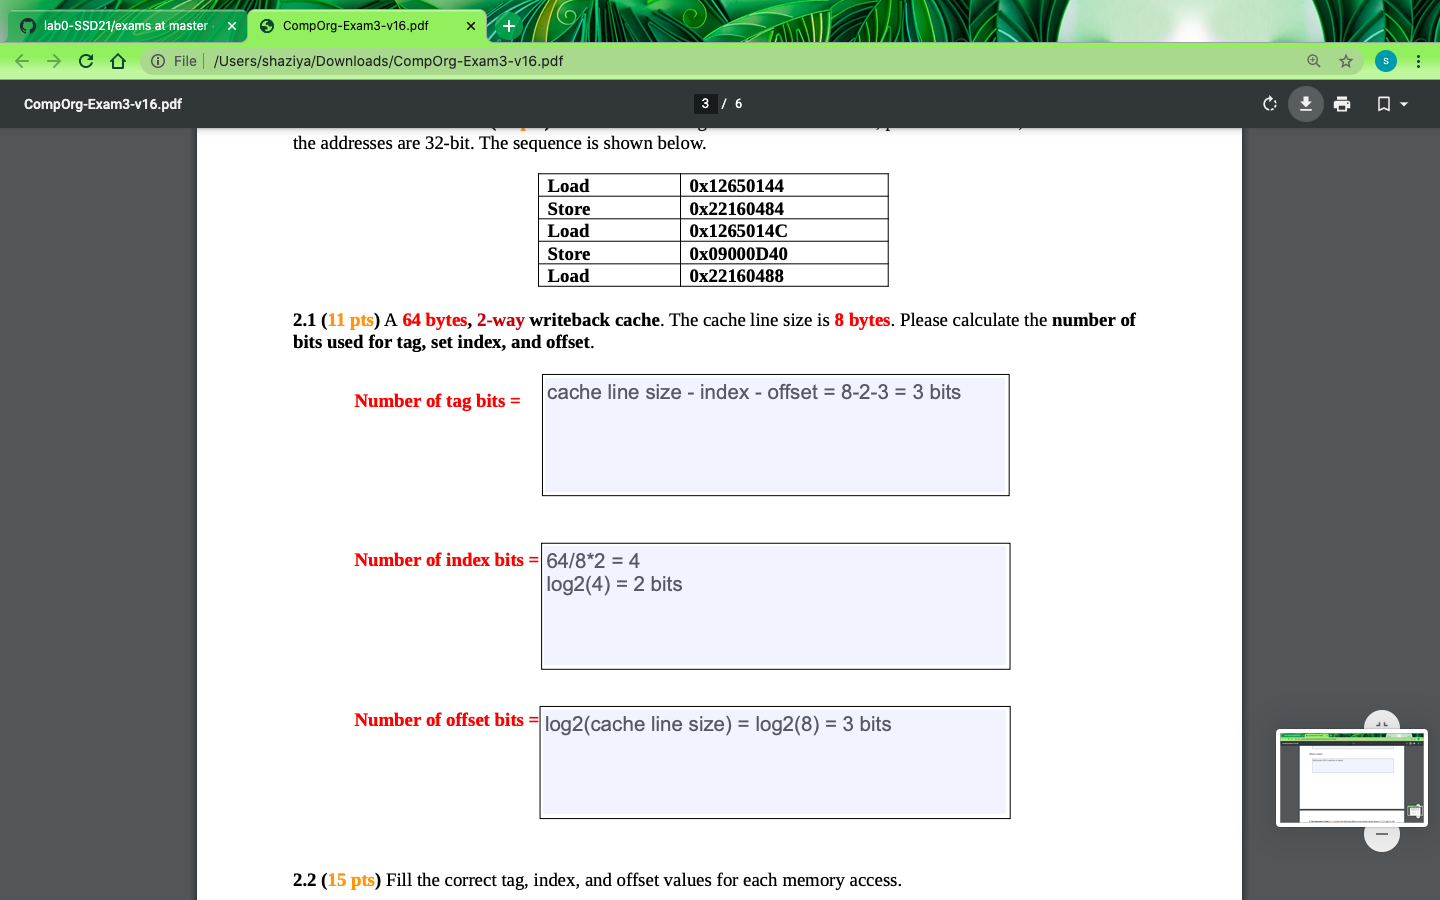 lab0-SSD21/exams at master
CompOrg-Exam3-v16.pdf
File
/Users/shaziya/Downloads/CompOrg-Exam3-v16.pdf
s
CompOrg-Exam3-v16.pdf
3 / 6
the addresses are 32-bit. The sequence is shown below.
Load 0x12650144
Store 0x22160484
Load 0x1265014C
Store 0x09000D40
Load 0x22160488
2.1 (11 pts) A 64 bytes, 2-way writeback cache. The cache line size is 8 bytes. Please calculate the number of
bits used for tag, set index, and offset.
Number of tag bits =
cache line size - index - offset = 8-2-3 = 3 bits
Number of index bits =
64/8*2 = 4
log2(4) = 2 bits
Number of offset bits =
log2(cache line size) = log2(8) = 3 bits
2.2 (15 pts) Fill the correct tag, index, and offset values for each memory access.